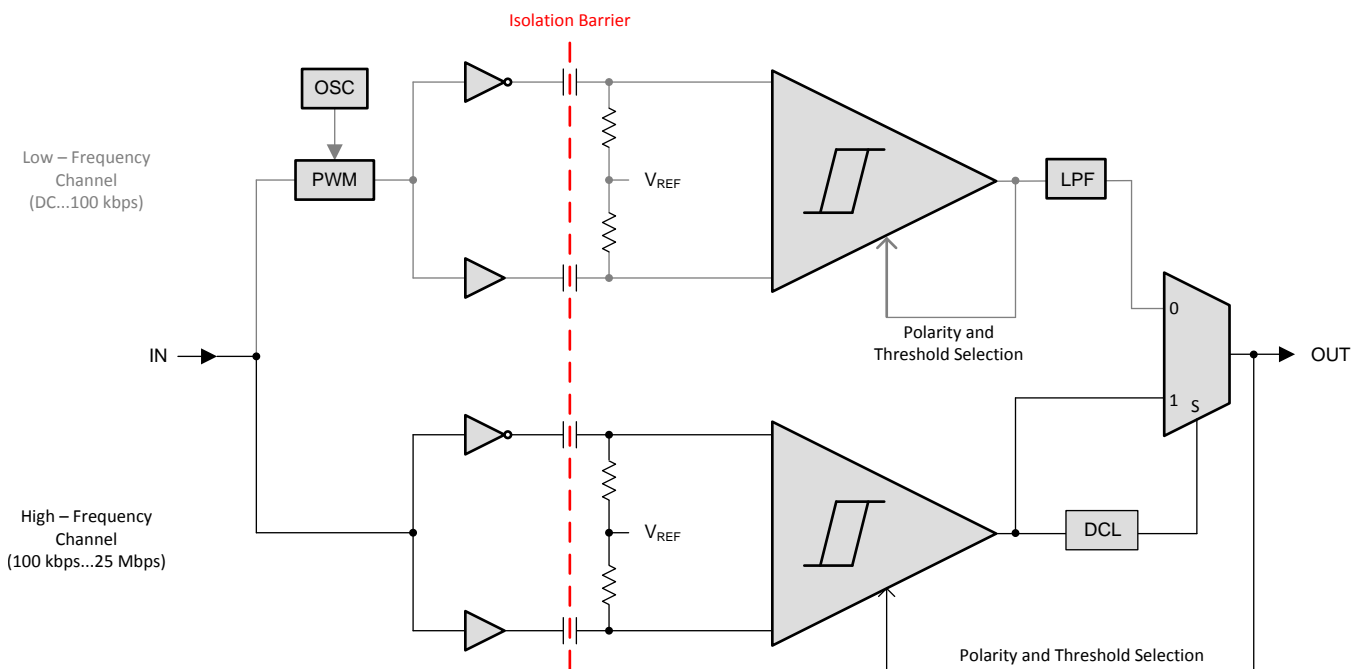 Isolation Barrier
OSC
Low – Frequency
Channel
(DC...100 kbps)
PWM
VREF
LPF
Polarity and
Threshold Selection
0
IN
OUT
1
S
High – Frequency
Channel
(100 kbps...25 Mbps)
VREF
DCL
Polarity and Threshold Selection